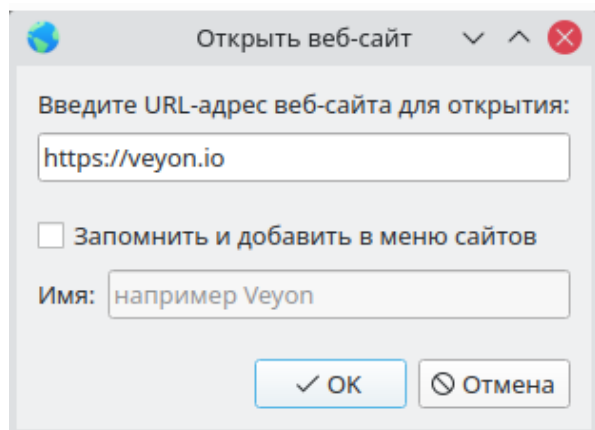 Открыть веб-сайт
Введите URL-адрес веб-сайта для открытия:
https://veyon.io
Запомнить и добавить в меню сайтов
Имя: например Veyon
OK Отмена